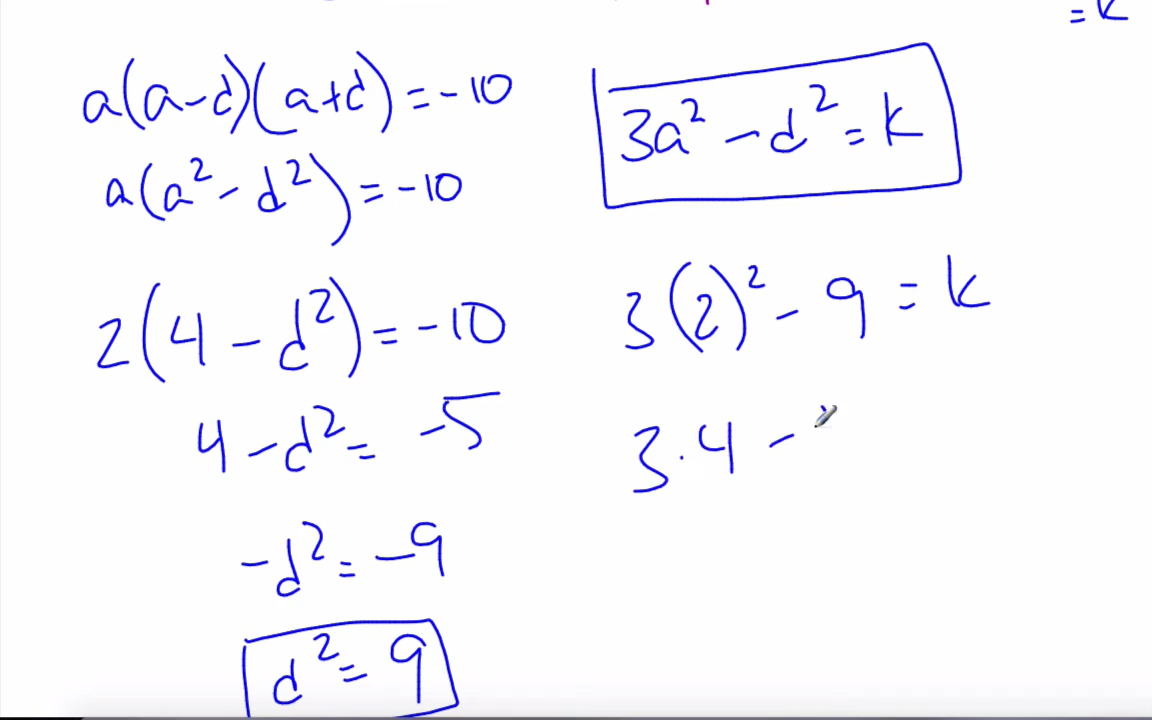 = k
a(a-d)(a+d) = -10
a(a² - d²) = -10
2(4 - d²) = -10
4 - d² = -5
-d² = -9
d² = 9
3a² - d² = k
3(2)² - 9 = k
3·4 -